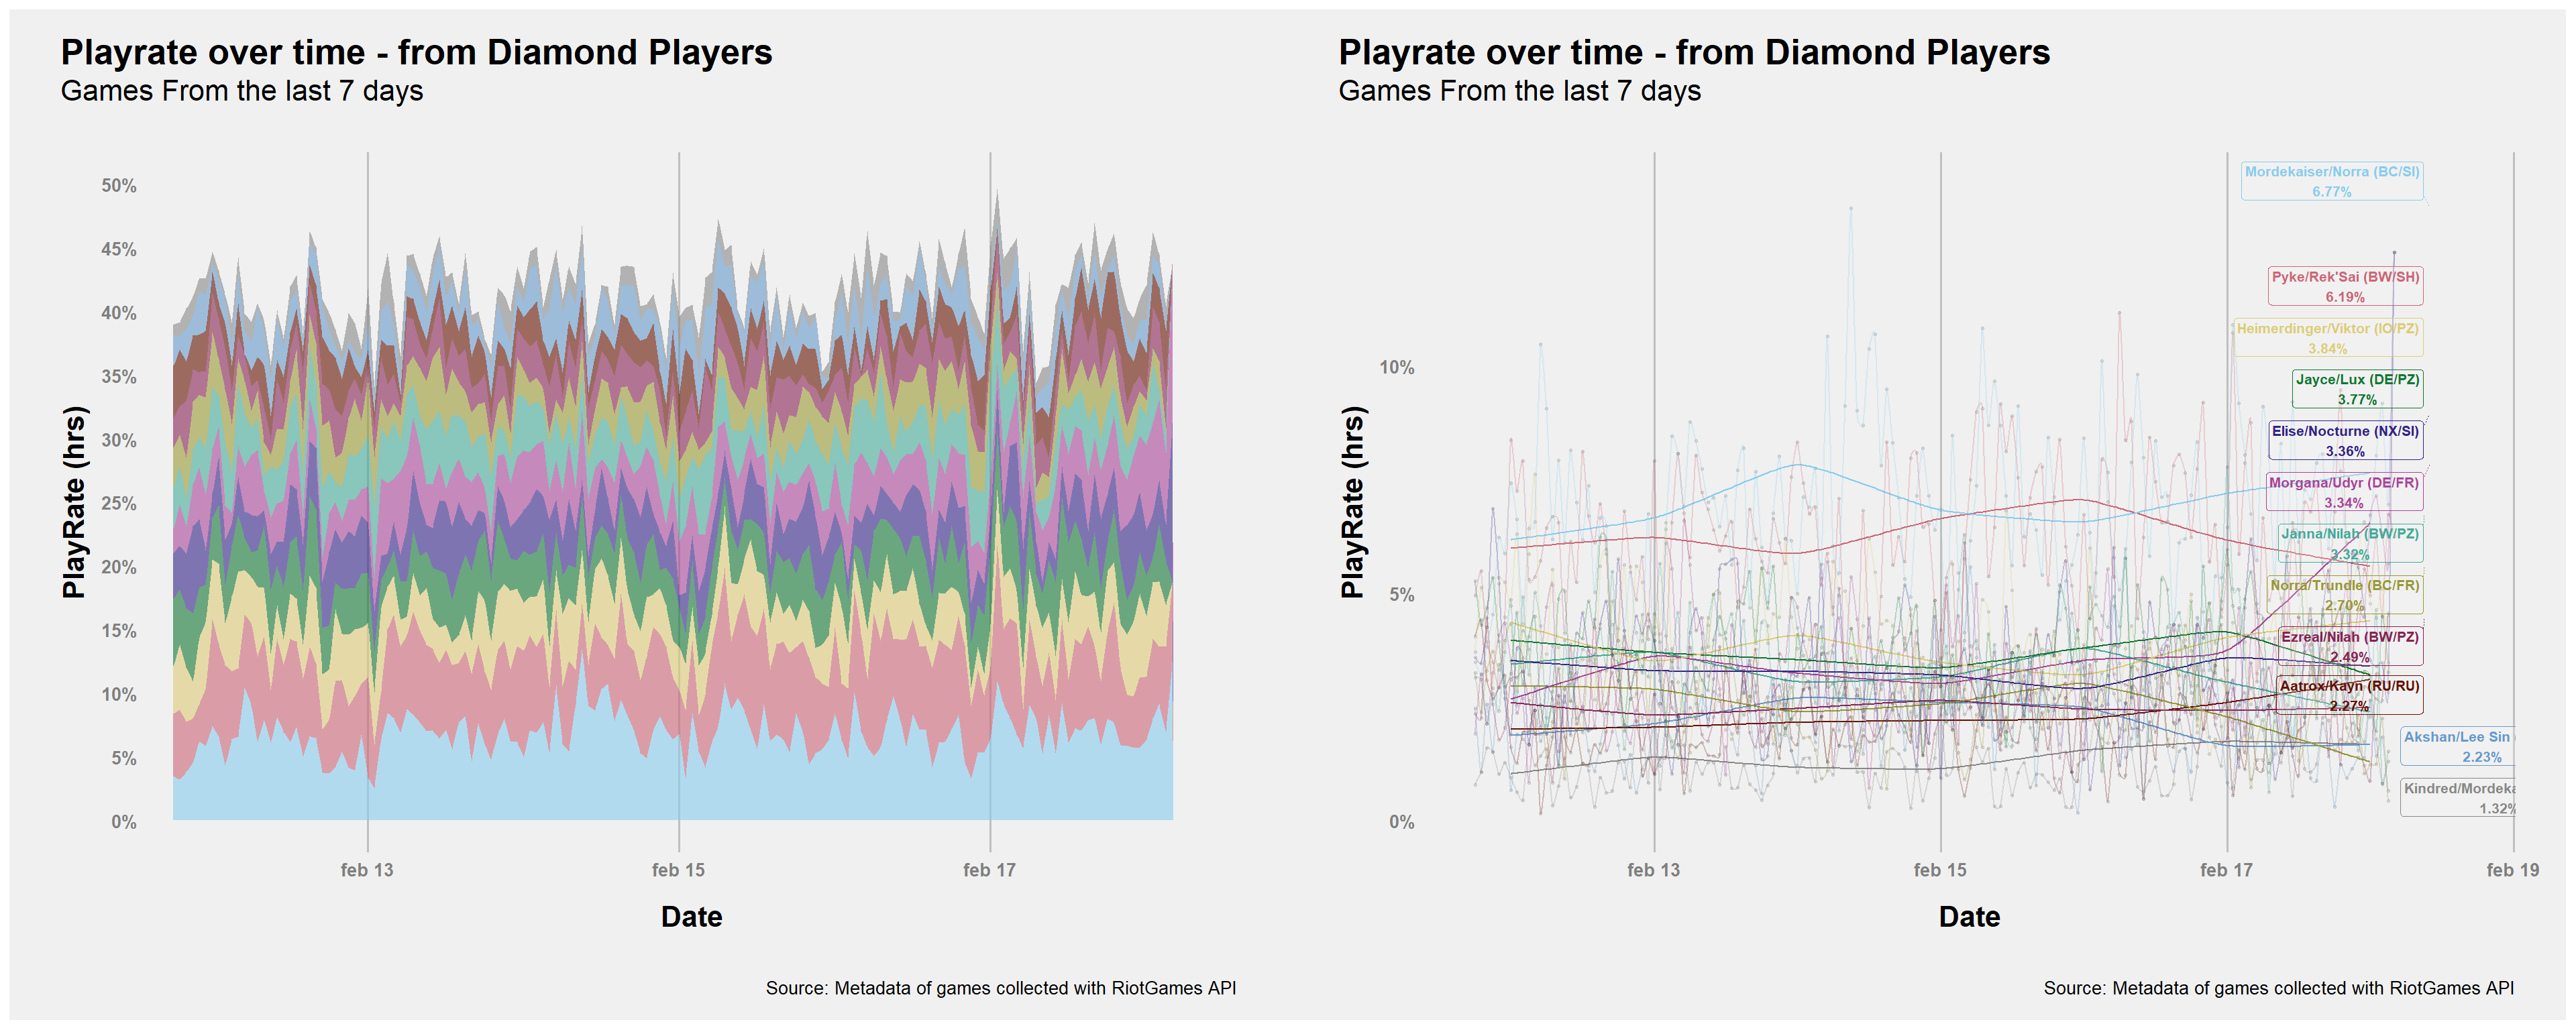 Playrate over time - from Diamond Players
Games From the last 7 days
PlayRate (hrs)
50%
45%
40%
35%
30%
25%
20%
15%
10%
5%
0%
feb 13
feb 15
feb 17
Date
Source: Metadata of games collected with RiotGames API
Playrate over time - from Diamond Players
Games From the last 7 days
PlayRate (hrs)
10%
5%
0%
Mordekaiser/Norra (BC/SI)
6.77%
Pyke/Rek'Sai (BW/SH)
6.19%
Heimerdinger/Viktor (IO/PZ)
3.84%
Jayce/Lux (DE/PZ)
3.77%
Elise/Nocturne (NX/SI)
3.36%
Morgana/Udyr (DE/FR)
3.34%
Janna/Nilah (BW/PZ)
3.32%
Norra/Trundle (BC/FR)
2.70%
Ezreal/Nilah (BW/PZ)
2.49%
Aatrox/Kayn (RU/RU)
2.27%
Akshan/Lee Sin
2.23%
Kindred/Mordeka
1.32%
feb 13
feb 15
feb 17
feb 19
Date
Source: Metadata of games collected with RiotGames API